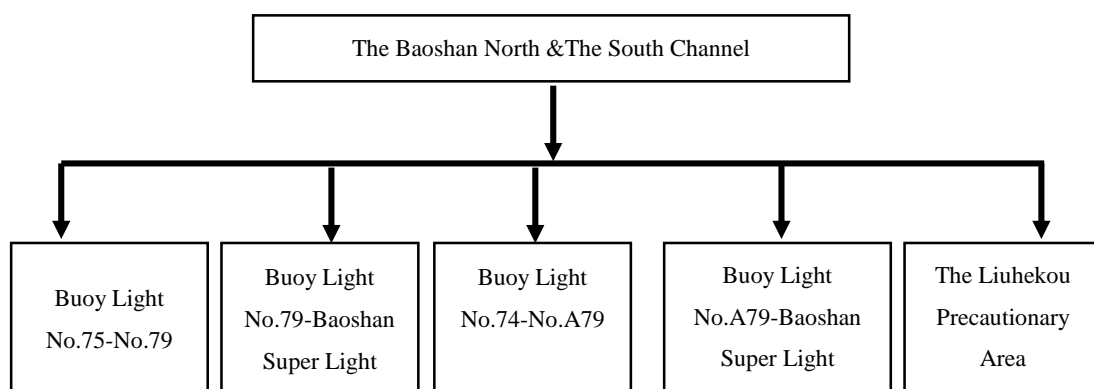 The Baoshan North &The South Channel
Buoy Light
No.75-No.79
Buoy Light
No.79-Baoshan
Super Light
Buoy Light
No.74-No.A79
Buoy Light
No.A79-Baoshan
Super Light
The Liuhekou
Precautionary
Area